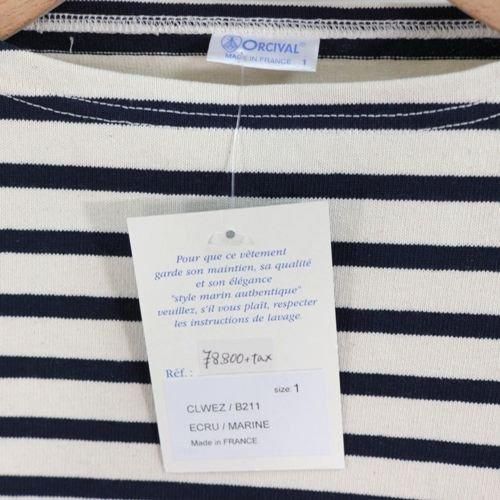 ORCIVAL®
MADE IN FRANCE 1
Pour que ce vêtement
garde son maintien, sa qualité
et son élégance
"style marin authentique"
veuillez, s'il vous plaît, respecter
les instructions de lavage.
Réf. :
+tax
size: 1
CLWEZ / B211
ECRU / MARINE
Made in FRANCE